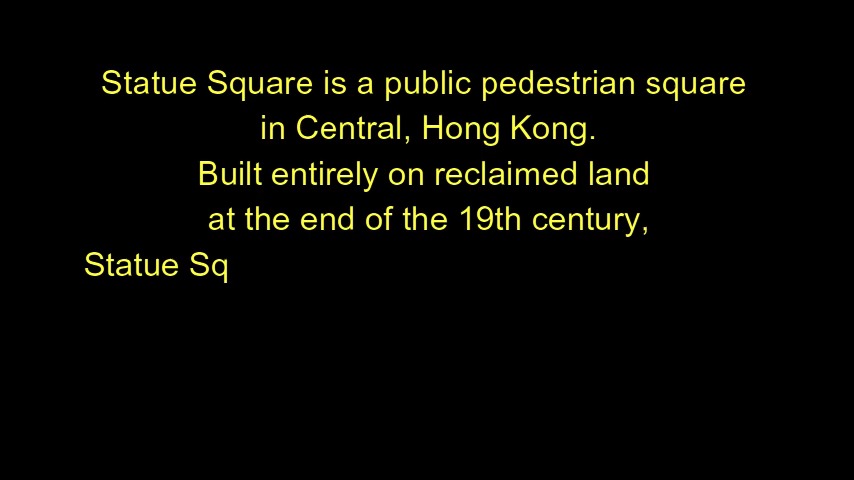 Statue Square is a public pedestrian square
in Central, Hong Kong.
Built entirely on reclaimed land
at the end of the 19th century,
Statue Sq